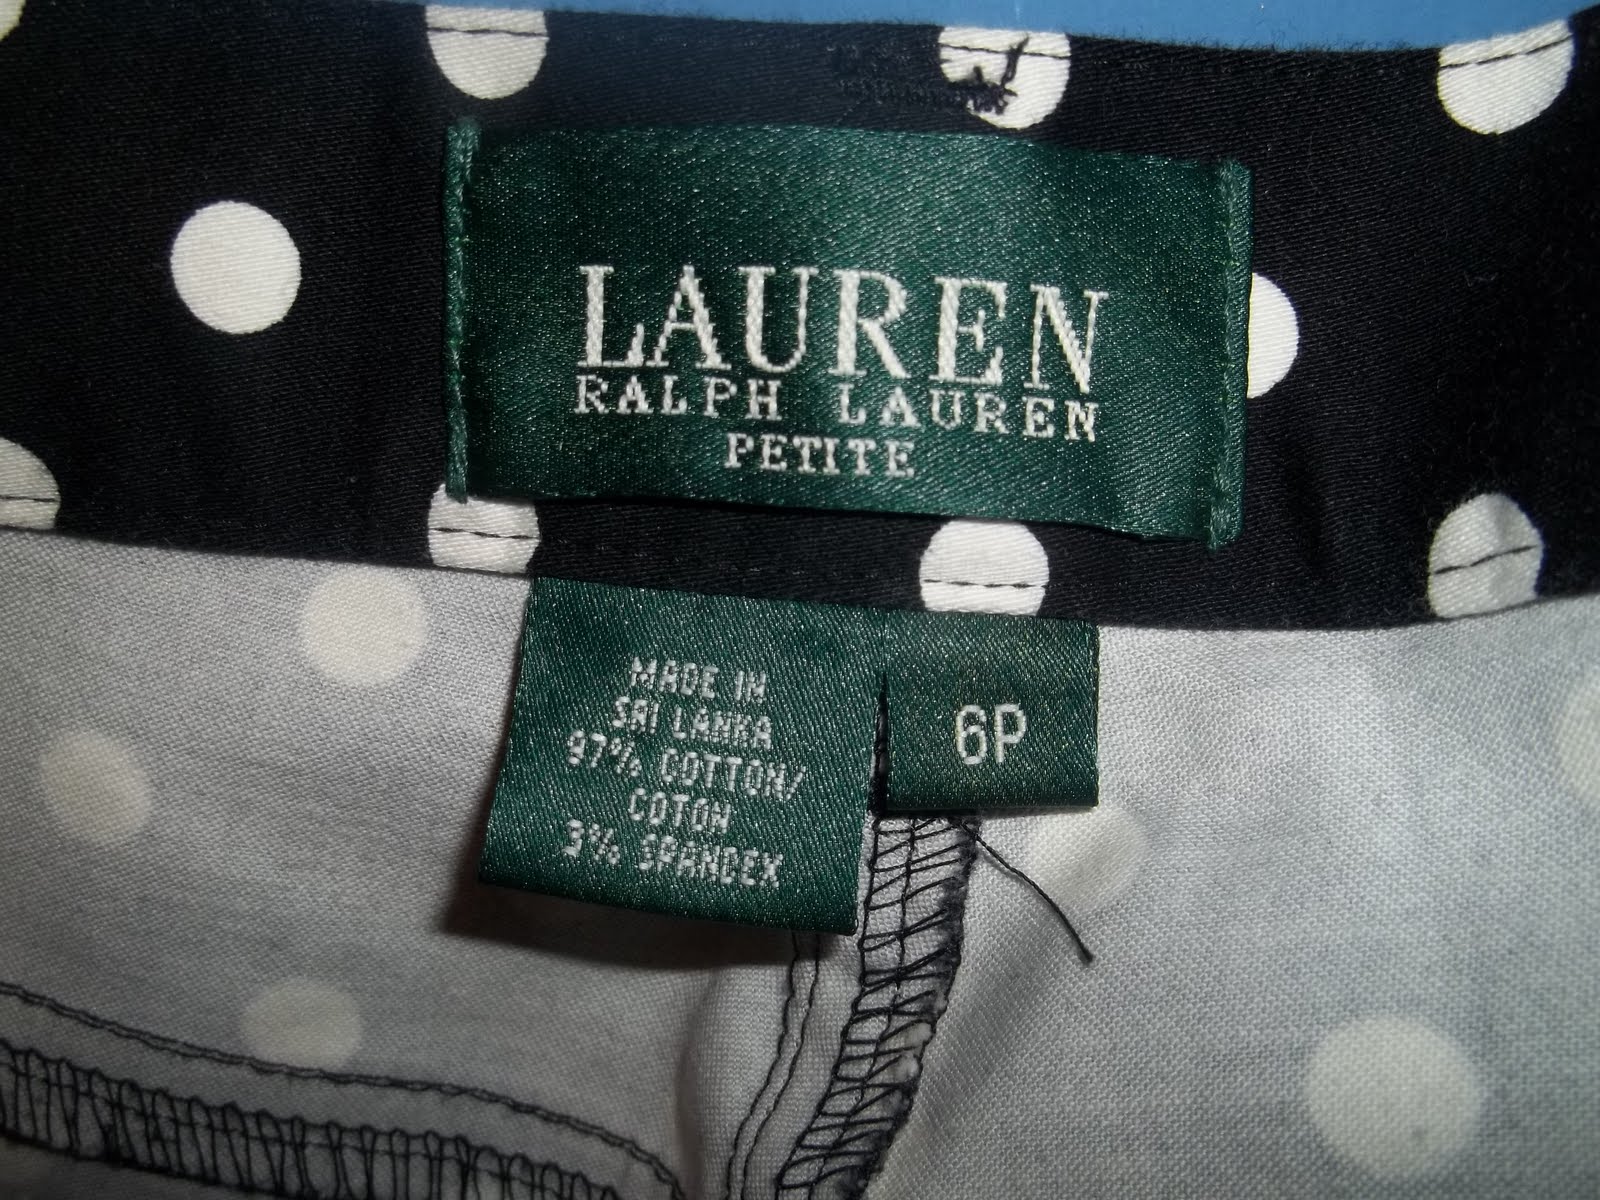 LAUREN
RALPH LAUREN
PETITE
MADE IN
SRI LANKA
97% COTTON/
COTON
3% SPANDEX
6P